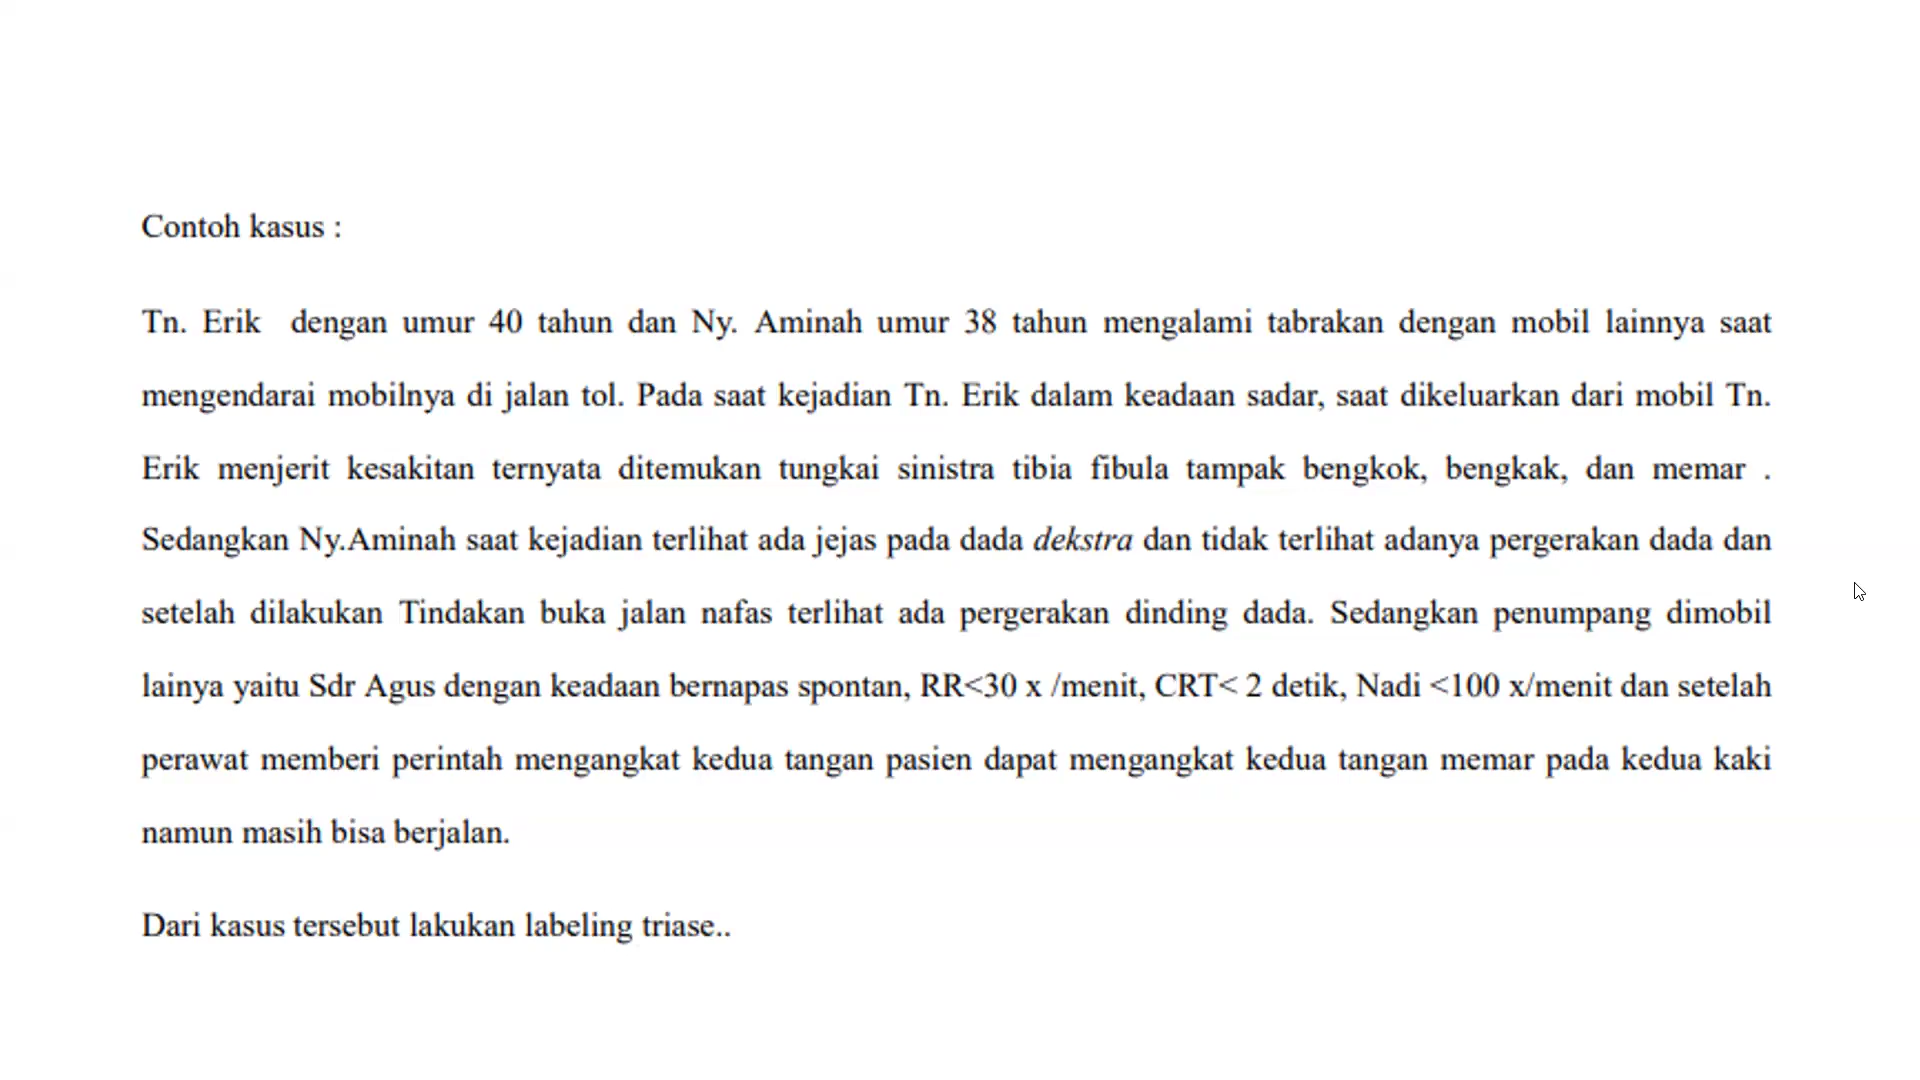 Contoh kasus :
Tn. Erik dengan umur 40 tahun dan Ny. Aminah umur 38 tahun mengalami tabrakan dengan mobil lainnya saat
mengendarai mobilnya di jalan tol. Pada saat kejadian Tn. Erik dalam keadaan sadar, saat dikeluarkan dari mobil Tn.
Erik menjerit kesakitan ternyata ditemukan tungkai sinistra tibia fibula tampak bengkok, bengkak, dan memar .
Sedangkan Ny.Aminah saat kejadian terlihat ada jejas pada dada dekstra dan tidak terlihat adanya pergerakan dada dan
setelah dilakukan Tindakan buka jalan nafas terlihat ada pergerakan dinding dada. Sedangkan penumpang dimobil
lainya yaitu Sdr Agus dengan keadaan bernapas spontan, RR<30 x /menit, CRT< 2 detik, Nadi <100 x/menit dan setelah
perawat memberi perintah mengangkat kedua tangan pasien dapat mengangkat kedua tangan memar pada kedua kaki
namun masih bisa berjalan.
Dari kasus tersebut lakukan labeling triase..